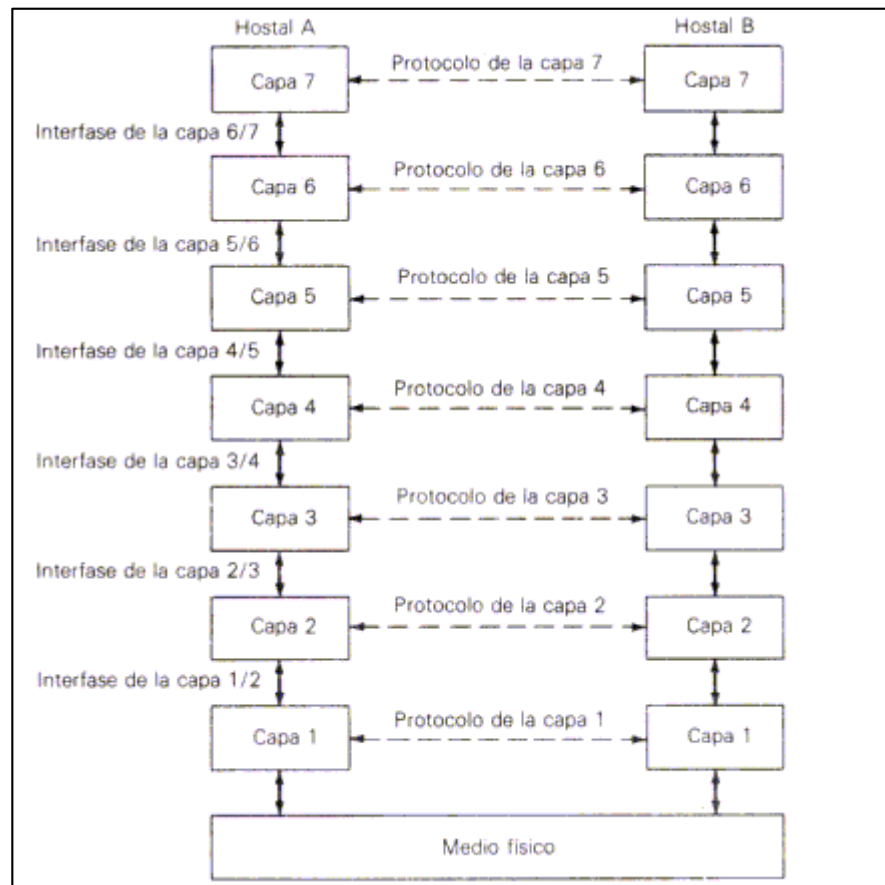 Hostal A
Hostal B
Capa 7
Protocolo de la capa 7
Capa 7
Interfase de la capa 6/7
Capa 6
Protocolo de la capa 6
Capa 6
Interfase de la capa 5/6
Capa 5
Protocolo de la capa 5
Capa 5
Interfase de la capa 4/5
Capa 4
Protocolo de la capa 4
Capa 4
Interfase de la capa 3/4
Capa 3
Protocolo de la capa 3
Capa 3
Interfase de la capa 2/3
Capa 2
Protocolo de la capa 2
Capa 2
Interfase de la capa 1/2
Capa 1
Protocolo de la capa 1
Capa 1
Medio físico